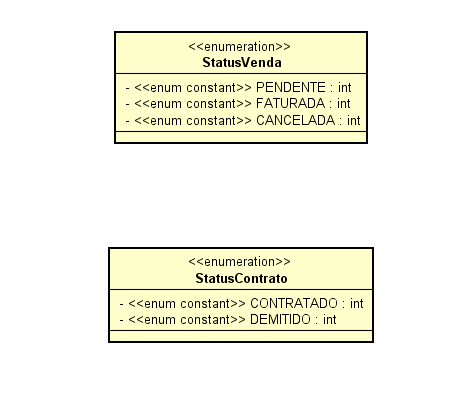 <<enumeration>>
StatusVenda
- <<enum constant>> PENDENTE : int
- <<enum constant>> FATURADA : int
- <<enum constant>> CANCELADA : int
<<enumeration>>
StatusContrato
- <<enum constant>> CONTRATADO : int
- <<enum constant>> DEMITIDO : int